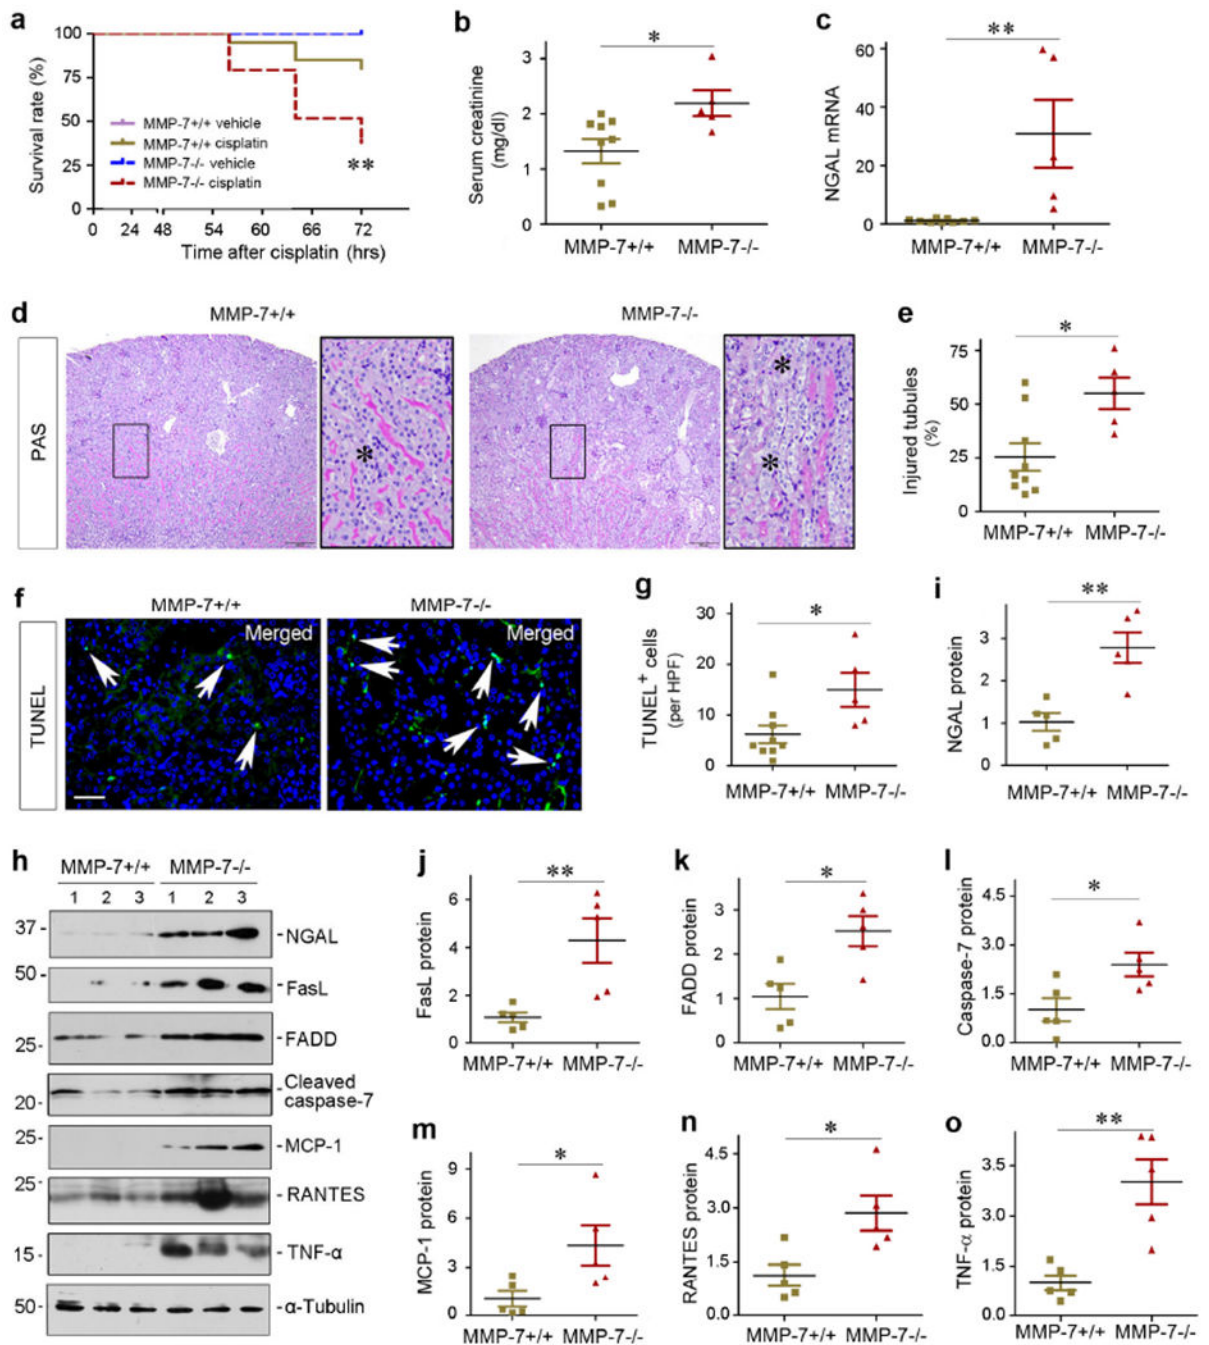 a
Survival rate (%)
100
75
50
25
0
MMP-7+/+ vehicle
MMP-7+/+ cisplatin
MMP-7-/- vehicle
MMP-7-/- cisplatin
**
0 24 48 54 60 66 72
Time after cisplatin (hrs)
b
Serum creatinine
(mg/dl)
3
2
1
0
*
MMP-7+/+ MMP-7-/-
c
NGAL mRNA
60
40
20
0
**
MMP-7+/+ MMP-7-/-
d
MMP-7+/+ MMP-7-/-
PAS
*
*
*
e
Injured tubules
(%)
75
50
25
0
*
MMP-7+/+ MMP-7-/-
f
MMP-7+/+ MMP-7-/-
TUNEL
Merged
Merged
g
TUNEL+ cells
(per HPF)
30
20
10
0
*
MMP-7+/+ MMP-7-/-
i
NGAL protein
3
2
1
0
**
MMP-7+/+ MMP-7-/-
h
MMP-7+/+ MMP-7-/-
1 2 3 1 2 3
37- -NGAL
50- -FasL
25- -FADD
20- -Cleaved
caspase-7
25- -MCP-1
25- -RANTES
15- -TNF-α
50- -α-Tubulin
j
FasL protein
6
4
2
0
**
MMP-7+/+ MMP-7-/-
k
FADD protein
3
2
1
0
*
MMP-7+/+ MMP-7-/-
l
Caspase-7 protein
4.5
3.0
1.5
0.0
*
MMP-7+/+ MMP-7-/-
m
MCP-1 protein
9
6
3
0
*
MMP-7+/+ MMP-7-/-
n
RANTES protein
4.5
3.0
1.5
0.0
*
MMP-7+/+ MMP-7-/-
o
TNF-α protein
3.5
3.0
1.5
0.0
**
MMP-7+/+ MMP-7-/-